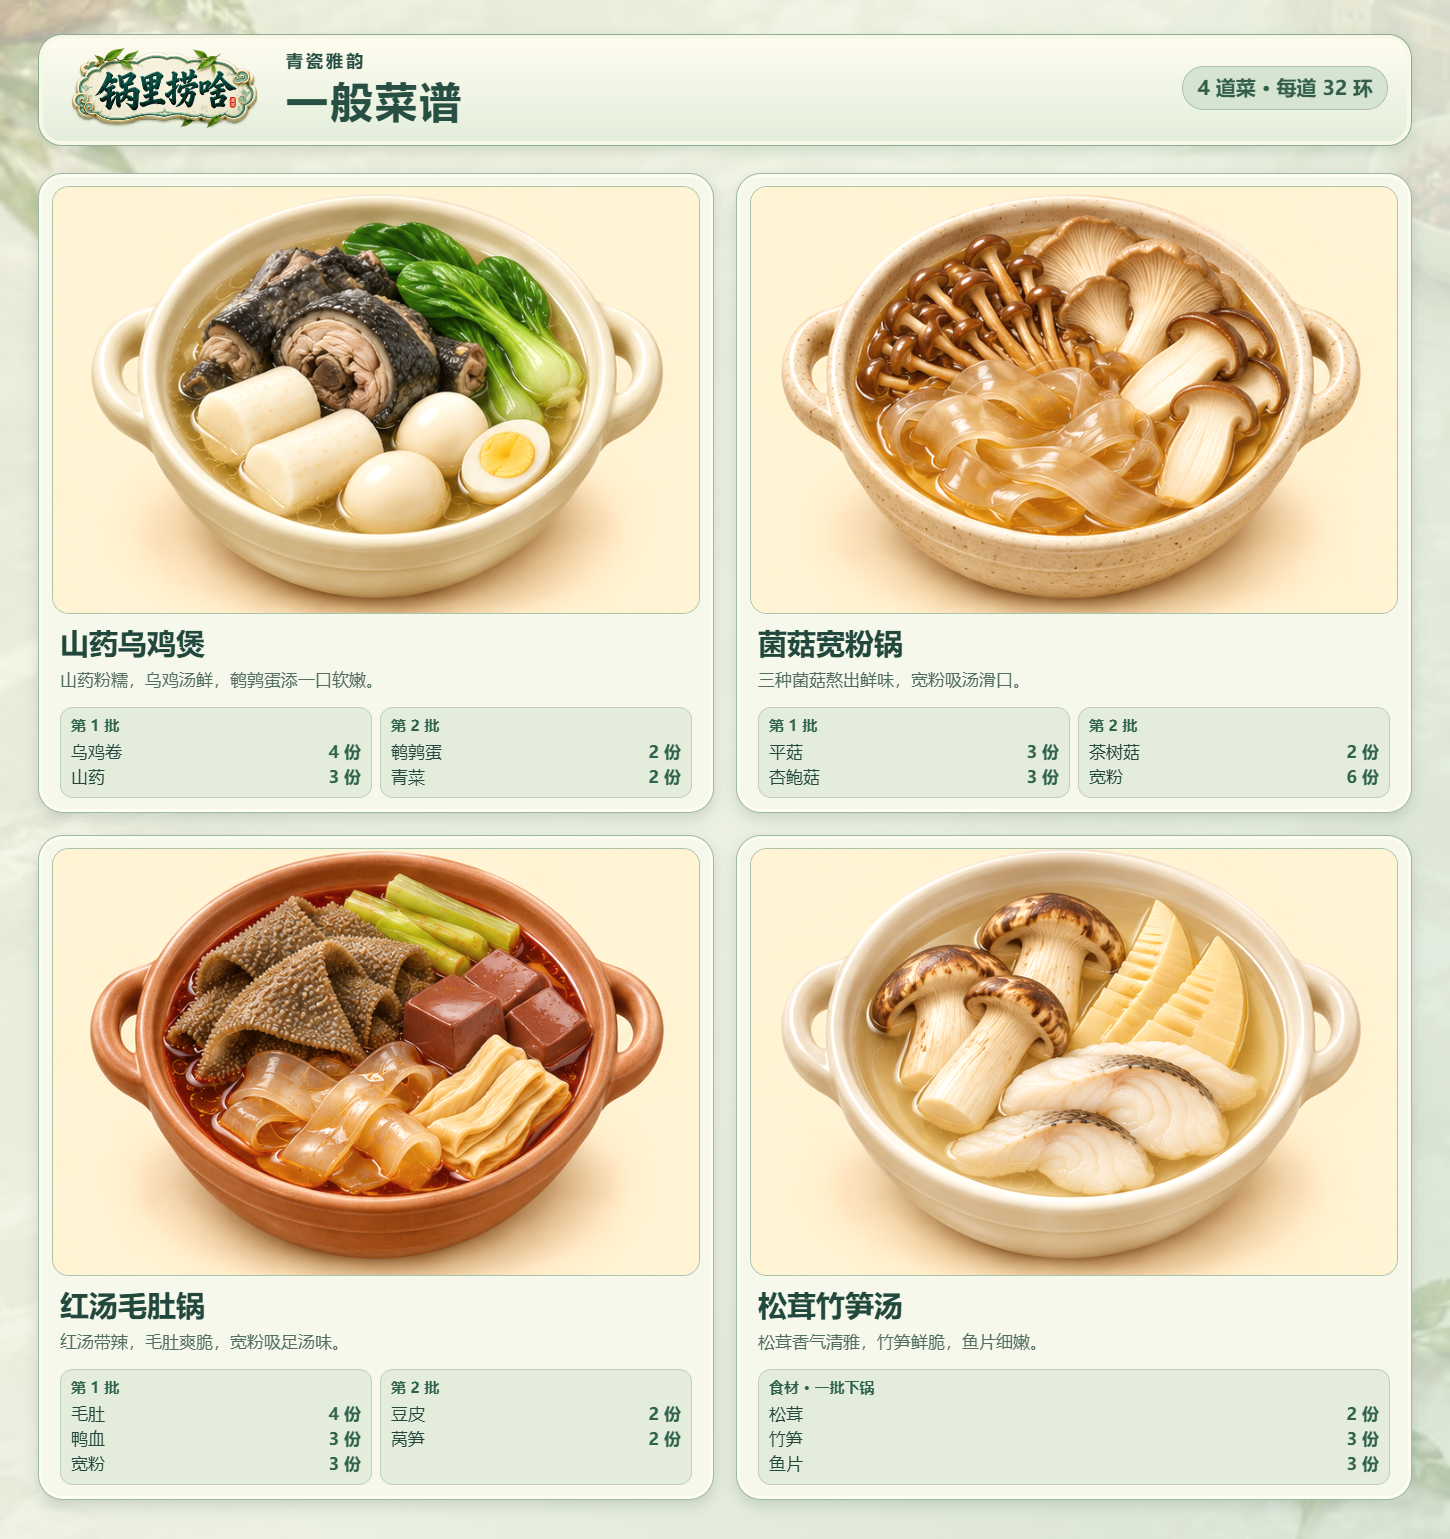 锅里捞啥
青瓷雅韵
一般菜谱
4 道菜 • 每道 32 环
山药乌鸡煲
山药粉糯，乌鸡汤鲜，鹌鹑蛋添一口软嫩。
第 1 批
乌鸡卷 4 份
山药 3 份
第 2 批
鹌鹑蛋 2 份
青菜 2 份
菌菇宽粉锅
三种菌菇熬出鲜味，宽粉吸汤滑口。
第 1 批
平菇 3 份
杏鲍菇 3 份
第 2 批
茶树菇 2 份
宽粉 6 份
红汤毛肚锅
红汤带辣，毛肚爽脆，宽粉吸足汤味。
第 1 批
毛肚 4 份
鸭血 3 份
宽粉 3 份
第 2 批
豆皮 2 份
莴笋 2 份
松茸竹笋汤
松茸香气清雅，竹笋鲜脆，鱼片细嫩。
食材 • 一批下锅
松茸 2 份
竹笋 3 份
鱼片 3 份